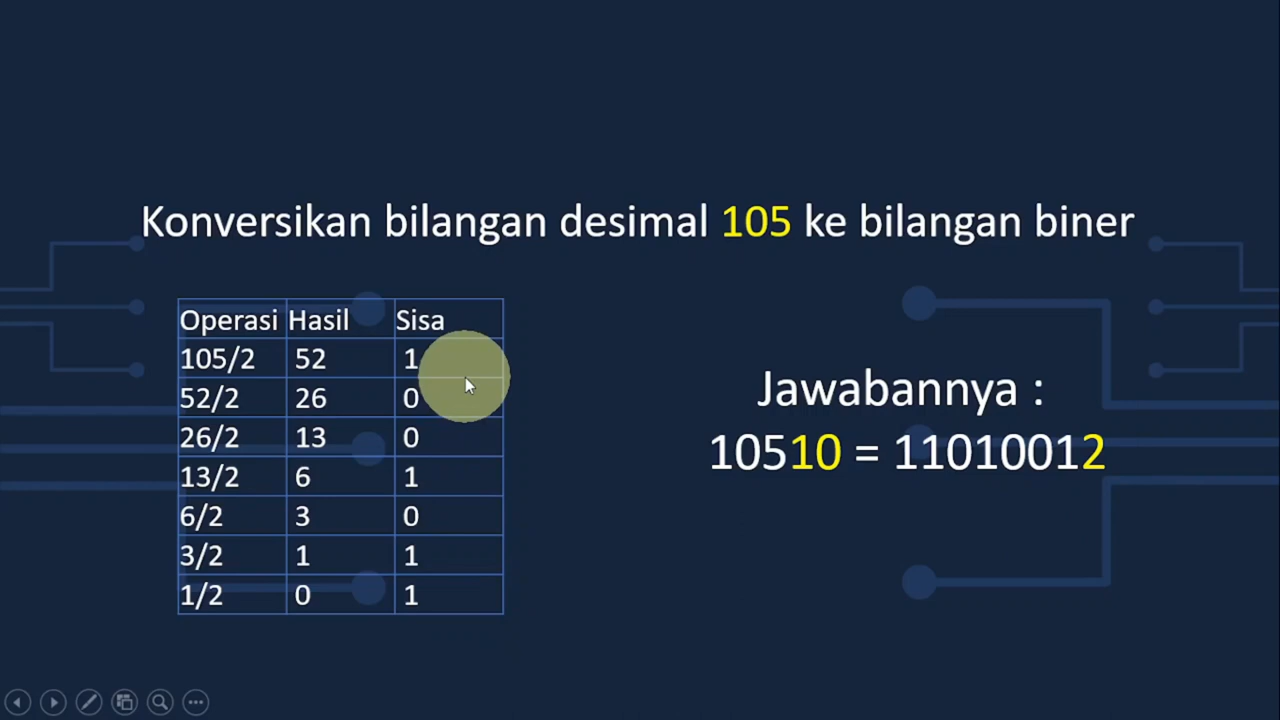 Konversikan bilangan desimal 105 ke bilangan biner
Operasi Hasil Sisa
105/2 52 1
52/2 26 0
26/2 13 0
13/2 6 1
6/2 3 0
3/2 1 1
1/2 0 1
Jawabannya :
10510 = 11010012